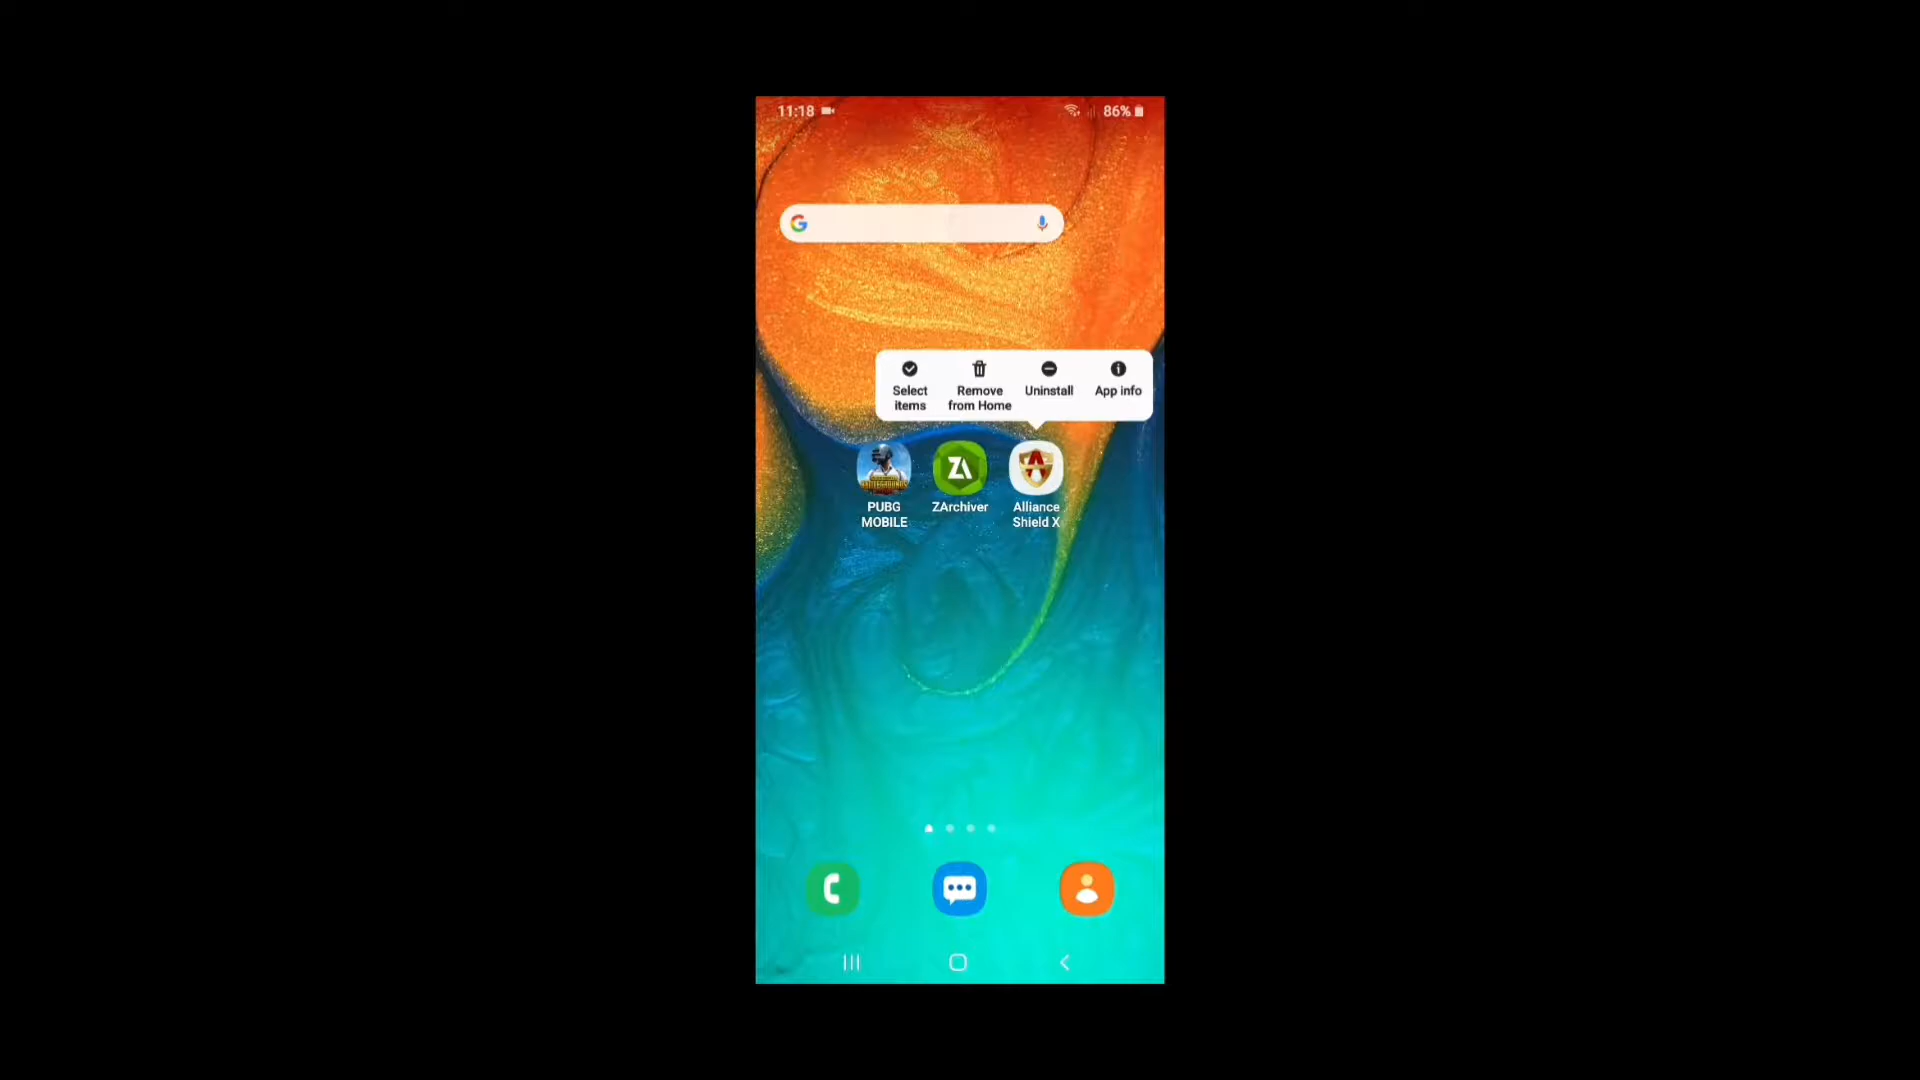 11:18
86%
Select
items
Remove
from Home
Uninstall
App info
PUBG
MOBILE
ZArchiver
Alliance
Shield X